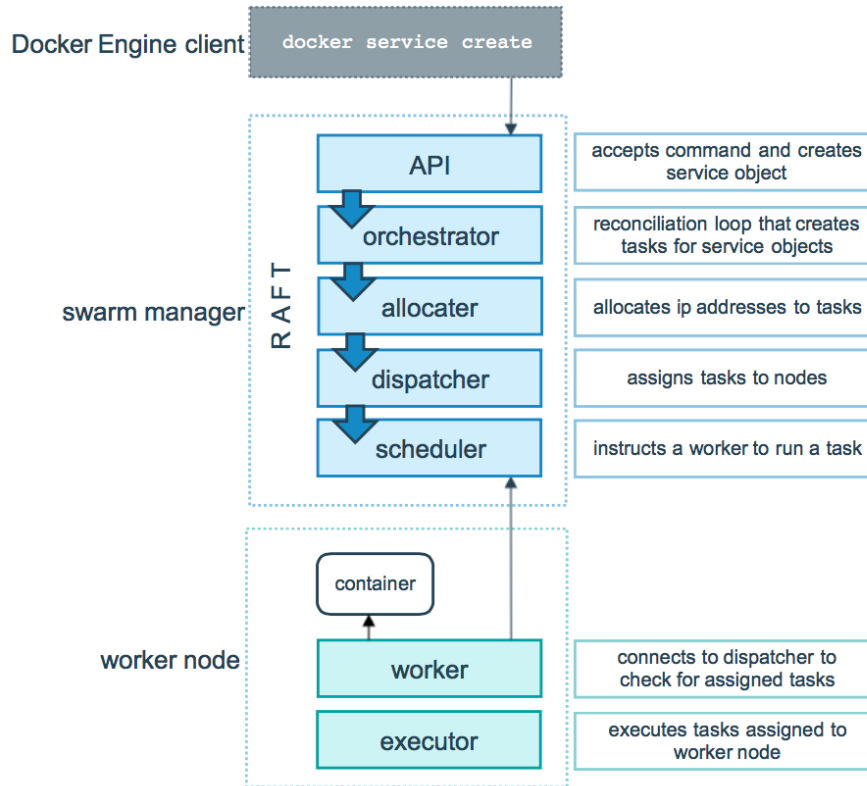 Docker Engine client
docker service create
API
accepts command and creates
service object
orchestrator
reconciliation loop that creates
tasks for service objects
swarm manager
RAFT
allocater
allocates ip addresses to tasks
dispatcher
assigns tasks to nodes
scheduler
instructs a worker to run a task
container
worker node
worker
connects to dispatcher to
check for assigned tasks
executor
executes tasks assigned to
worker node